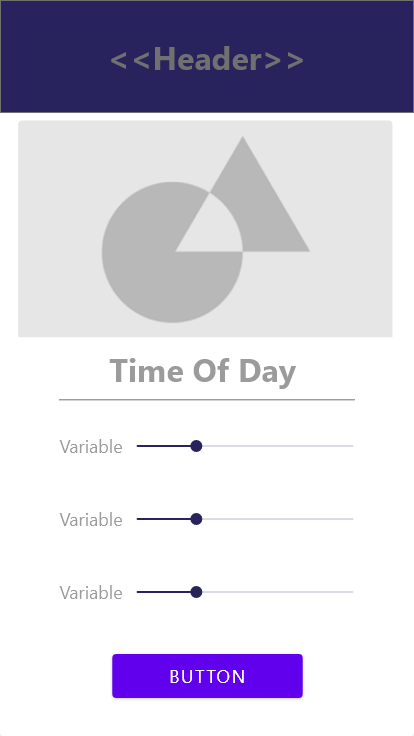 <<Header>>
Time Of Day
Variable
Variable
Variable
BUTTON